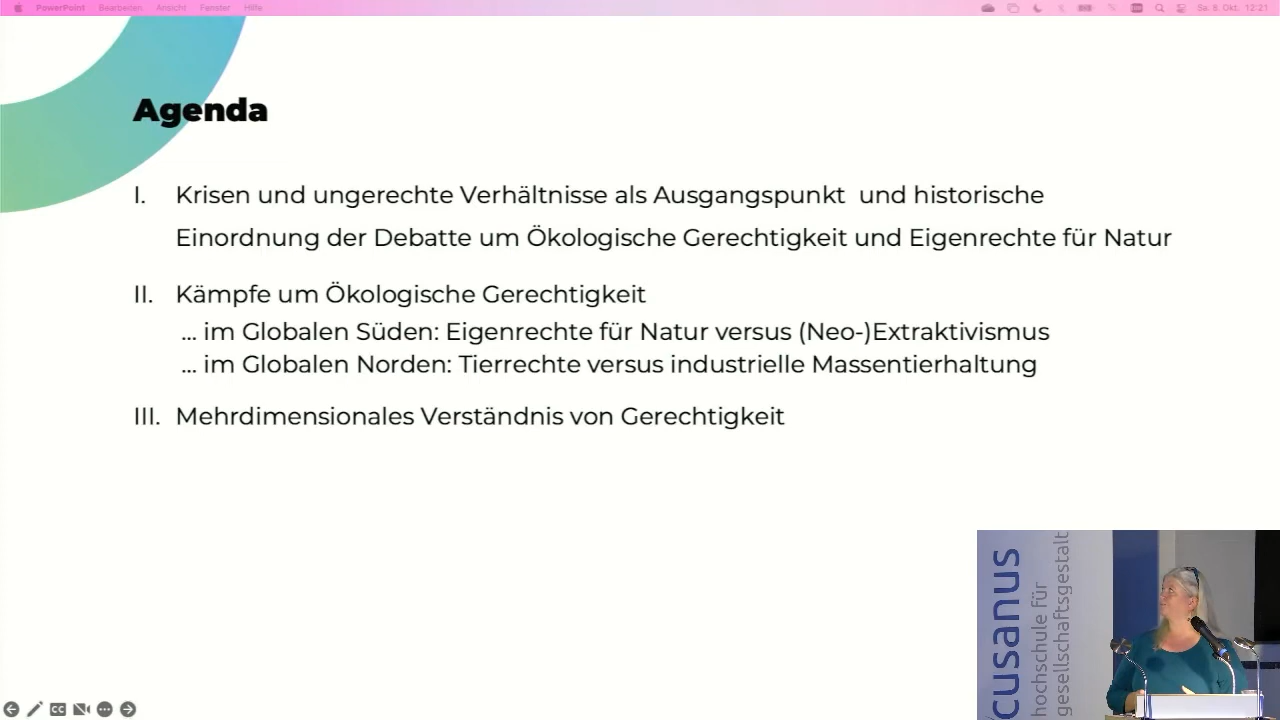 PowerPoint Bearbeiten Ansicht Fenster Hilfe Sa. 8. Okt. 12:21
Agenda
I. Krisen und ungerechte Verhältnisse als Ausgangspunkt und historische
Einordnung der Debatte um Ökologische Gerechtigkeit und Eigenrechte für Natur
II. Kämpfe um Ökologische Gerechtigkeit
... im Globalen Süden: Eigenrechte für Natur versus (Neo-)Extraktivismus
... im Globalen Norden: Tierrechte versus industrielle Massentierhaltung
III. Mehrdimensionales Verständnis von Gerechtigkeit
cusanus
hochschule für
gesellschaftsgestalt
CC